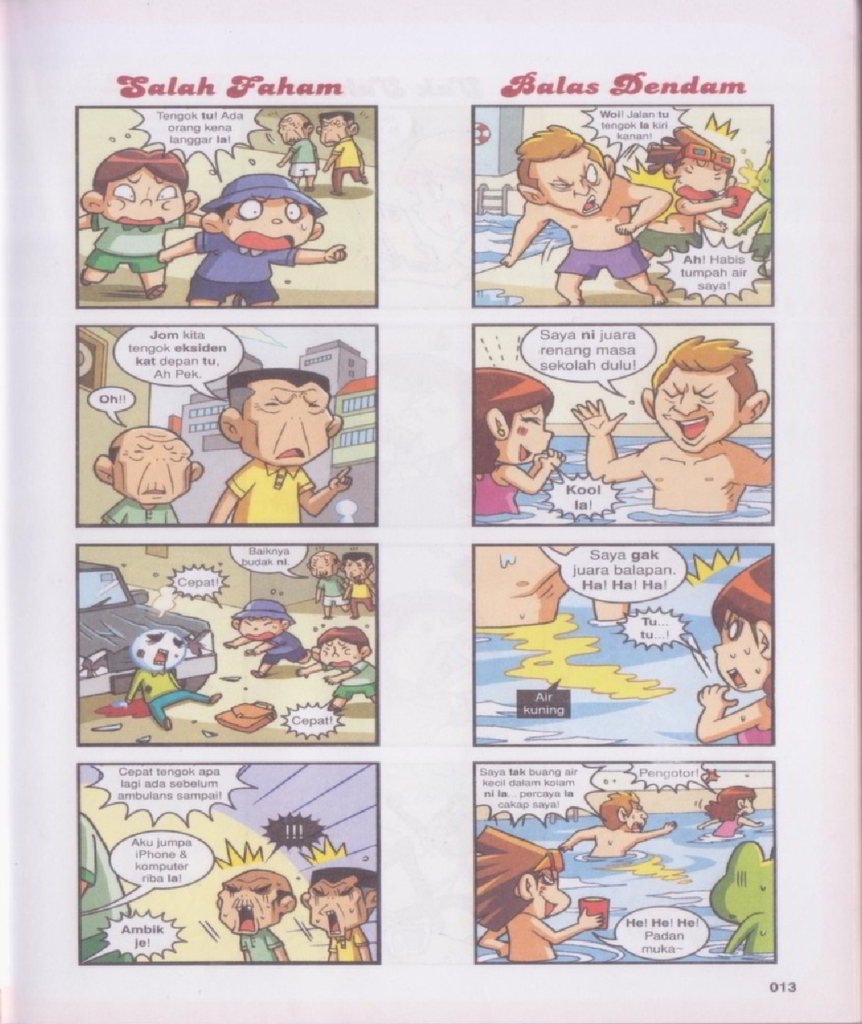 Salah Faham
Tengok tu! Ada
orang kena
langgar la!
Jom kita
tengok eksiden
kat depan tu,
Ah Pek.
Oh!!
Baiknya
budak ni.
Cepat!
Cepat!
Cepat tengok apa
lagi ada sebelum
ambulans sampai!
!!!
Aku jumpa
iPhone &
komputer
riba la!
Ambik
je!
Balas Dendam
Woi! Jalan tu
tengok la kiri
kanan!
Ah! Habis
tumpah air
saya!
Saya ni juara
renang masa
sekolah dulu!
Kool
la!
Saya gak
juara balapan.
Ha! Ha! Ha!
Tu...
tu...!
Air
kuning
Saya tak buang air
kecil dalam kolam
ni la... percaya la
cakap saya!
Pengotor!
He! He! He!
Padan
muka~
013